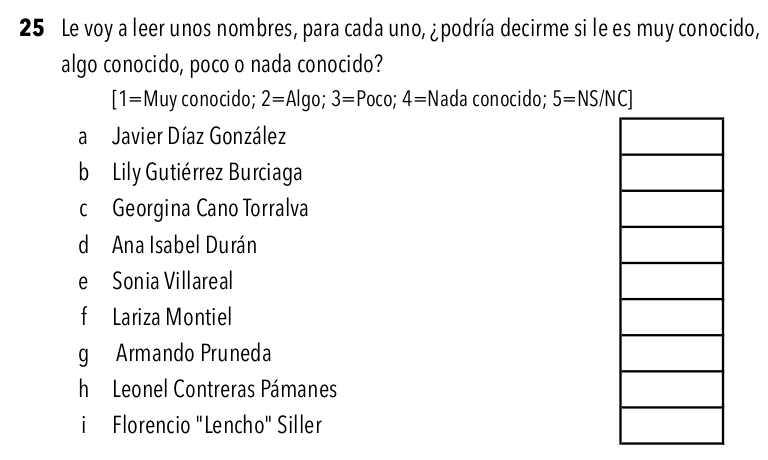 25 Le voy a leer unos nombres, para cada uno, ¿podría decirme si le es muy conocido,
algo conocido, poco o nada conocido?
[1=Muy conocido; 2=Algo; 3=Poco; 4=Nada conocido; 5=NS/NC]
a Javier Díaz González
b Lily Gutiérrez Burciaga
c Georgina Cano Torralva
d Ana Isabel Durán
e Sonia Villareal
f Lariza Montiel
g Armando Pruneda
h Leonel Contreras Pámanes
i Florencio "Lencho" Siller